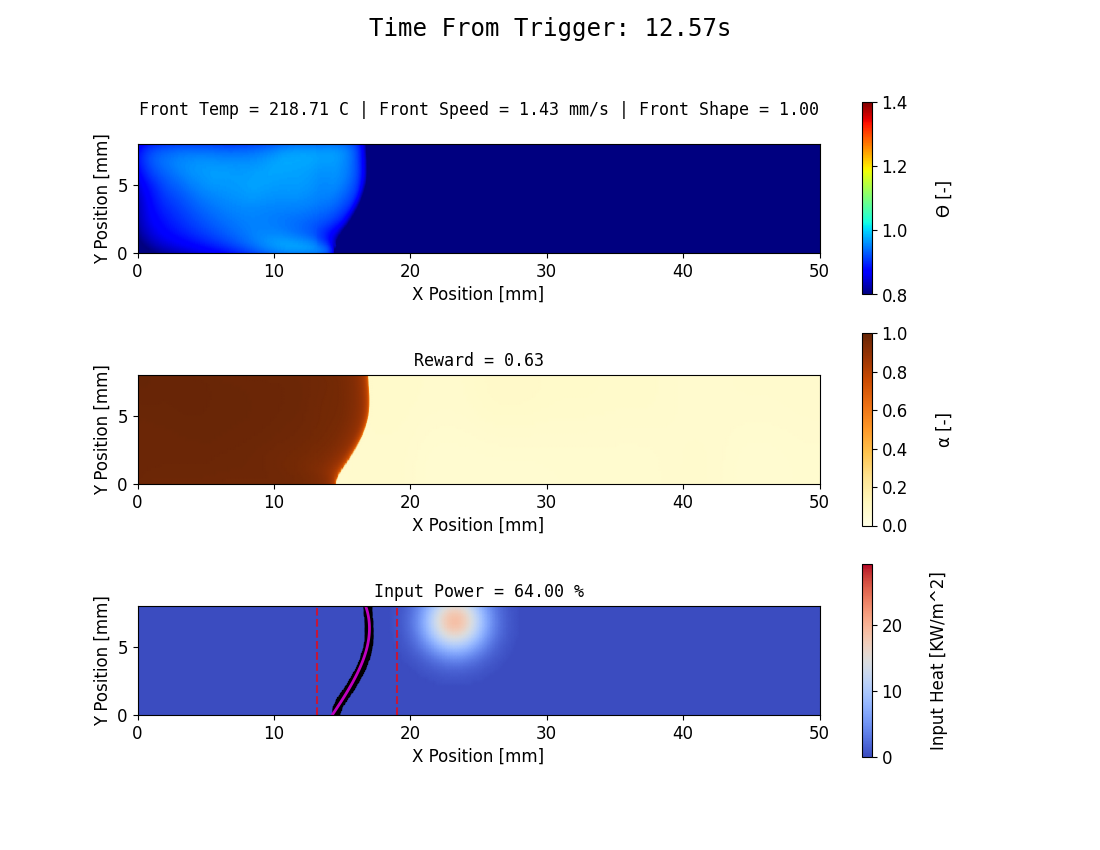 Time From Trigger: 12.57s
Front Temp = 218.71 C | Front Speed = 1.43 mm/s | Front Shape = 1.00
Y Position [mm]
5
0
0 10 20 30 40 50
X Position [mm]
1.4
1.2
1.0
0.8
Θ [-]
Reward = 0.63
Y Position [mm]
5
0
0 10 20 30 40 50
X Position [mm]
1.0
0.8
0.6
0.4
0.2
0.0
α [-]
Input Power = 64.00 %
Y Position [mm]
5
0
0 10 20 30 40 50
X Position [mm]
20
10
0
Input Heat [KW/m^2]